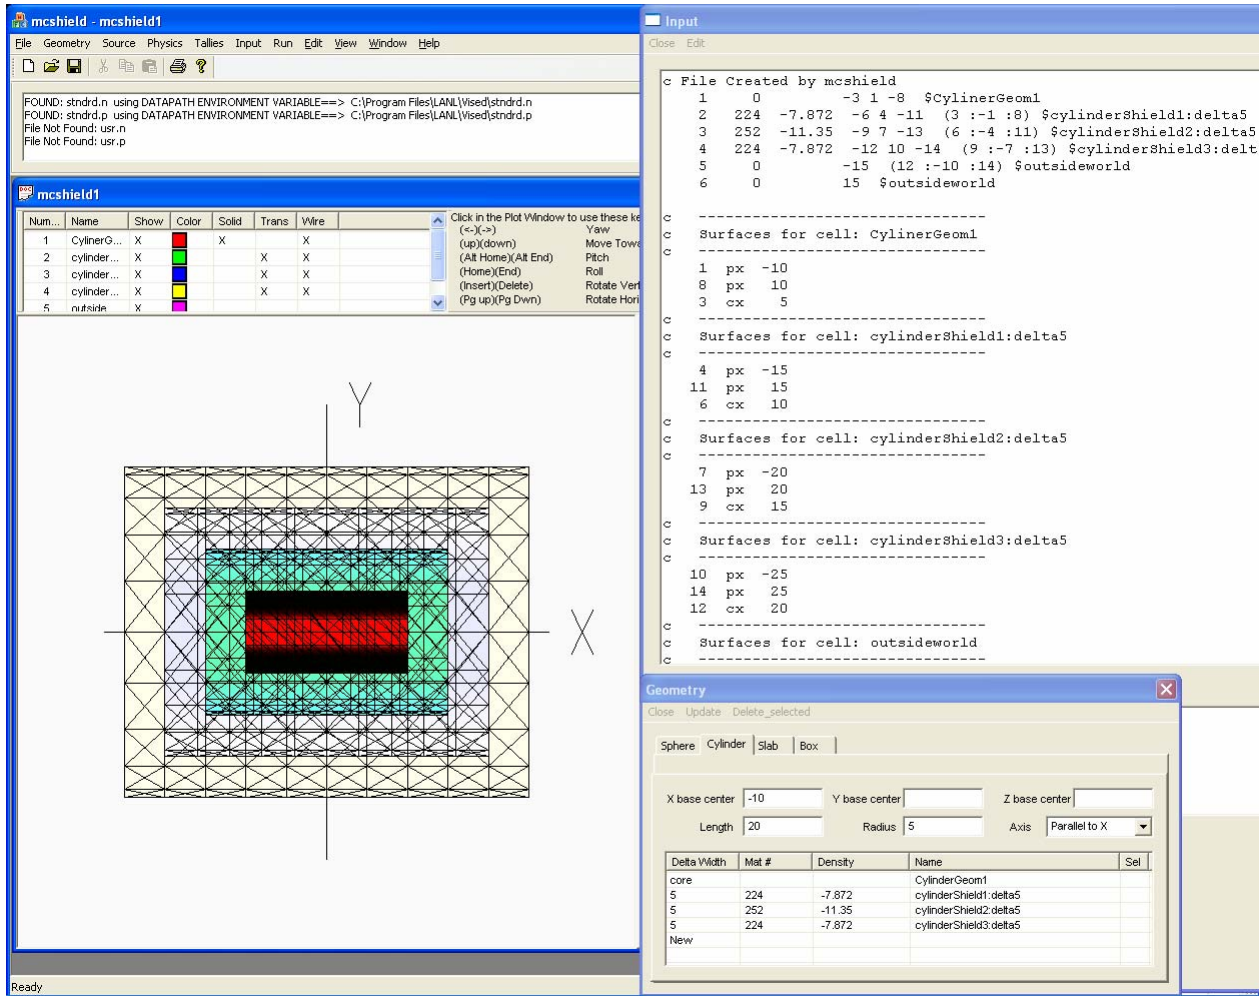 mcshield - mcshield1
File Geometry Source Physics Tallies Input Run Edit View Window Help
FOUND: stndrd.n using DATAPATH ENVIRONMENT VARIABLE==> C:\Program Files\LANL\Vised\stndrd.n
FOUND: stndrd.p using DATAPATH ENVIRONMENT VARIABLE==> C:\Program Files\LANL\Vised\stndrd.p
File Not Found: usr.n
File Not Found: usr.p
mcshield1
Num... Name Show Color Solid Trans Wire
1 CylinerG... X X X
2 cylinder... X X X
3 cylinder... X X X
4 cylinder... X X X
5 outside X
Click in the Plot Window to use these ke
(<-)(->) Yaw
(up)(down) Move Towa
(Alt Home)(Alt End) Pitch
(Home)(End) Roll
(Insert)(Delete) Rotate Vert
(Pg up)(Pg Dwn) Rotate Hori
Y
X
Ready
Input
Close Edit
c File Created by mcshield
1 0 -3 1 -8 $CylinerGeom1
2 224 -7.872 -6 4 -11 (3 :-1 :8) $cylinderShield1:delta5
3 252 -11.35 -9 7 -13 (6 :-4 :11) $cylinderShield2:delta5
4 224 -7.872 -12 10 -14 (9 :-7 :13) $cylinderShield3:delt
5 0 -15 (12 :-10 :14) $outsideworld
6 0 15 $outsideworld
c ---------------------------------
c Surfaces for cell: CylinerGeom1
c ---------------------------------
1 px -10
8 px 10
3 cx 5
c ---------------------------------
c Surfaces for cell: cylinderShield1:delta5
c ---------------------------------
4 px -15
11 px 15
6 cx 10
c ---------------------------------
c Surfaces for cell: cylinderShield2:delta5
c ---------------------------------
7 px -20
13 px 20
9 cx 15
c ---------------------------------
c Surfaces for cell: cylinderShield3:delta5
c ---------------------------------
10 px -25
14 px 25
12 cx 20
c ---------------------------------
c Surfaces for cell: outsideworld
c ---------------------------------
Geometry
Close Update Delete_selected
Sphere Cylinder Slab Box
X base center -10 Y base center Z base center
Length 20 Radius 5 Axis Parallel to X
Delta Width Mat # Density Name Sel
core CylinderGeom1
5 224 -7.872 cylinderShield1:delta5
5 252 -11.35 cylinderShield2:delta5
5 224 -7.872 cylinderShield3:delta5
New